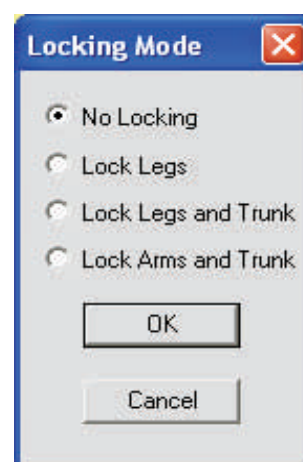 Locking Mode
No Locking
Lock Legs
Lock Legs and Trunk
Lock Arms and Trunk
OK
Cancel